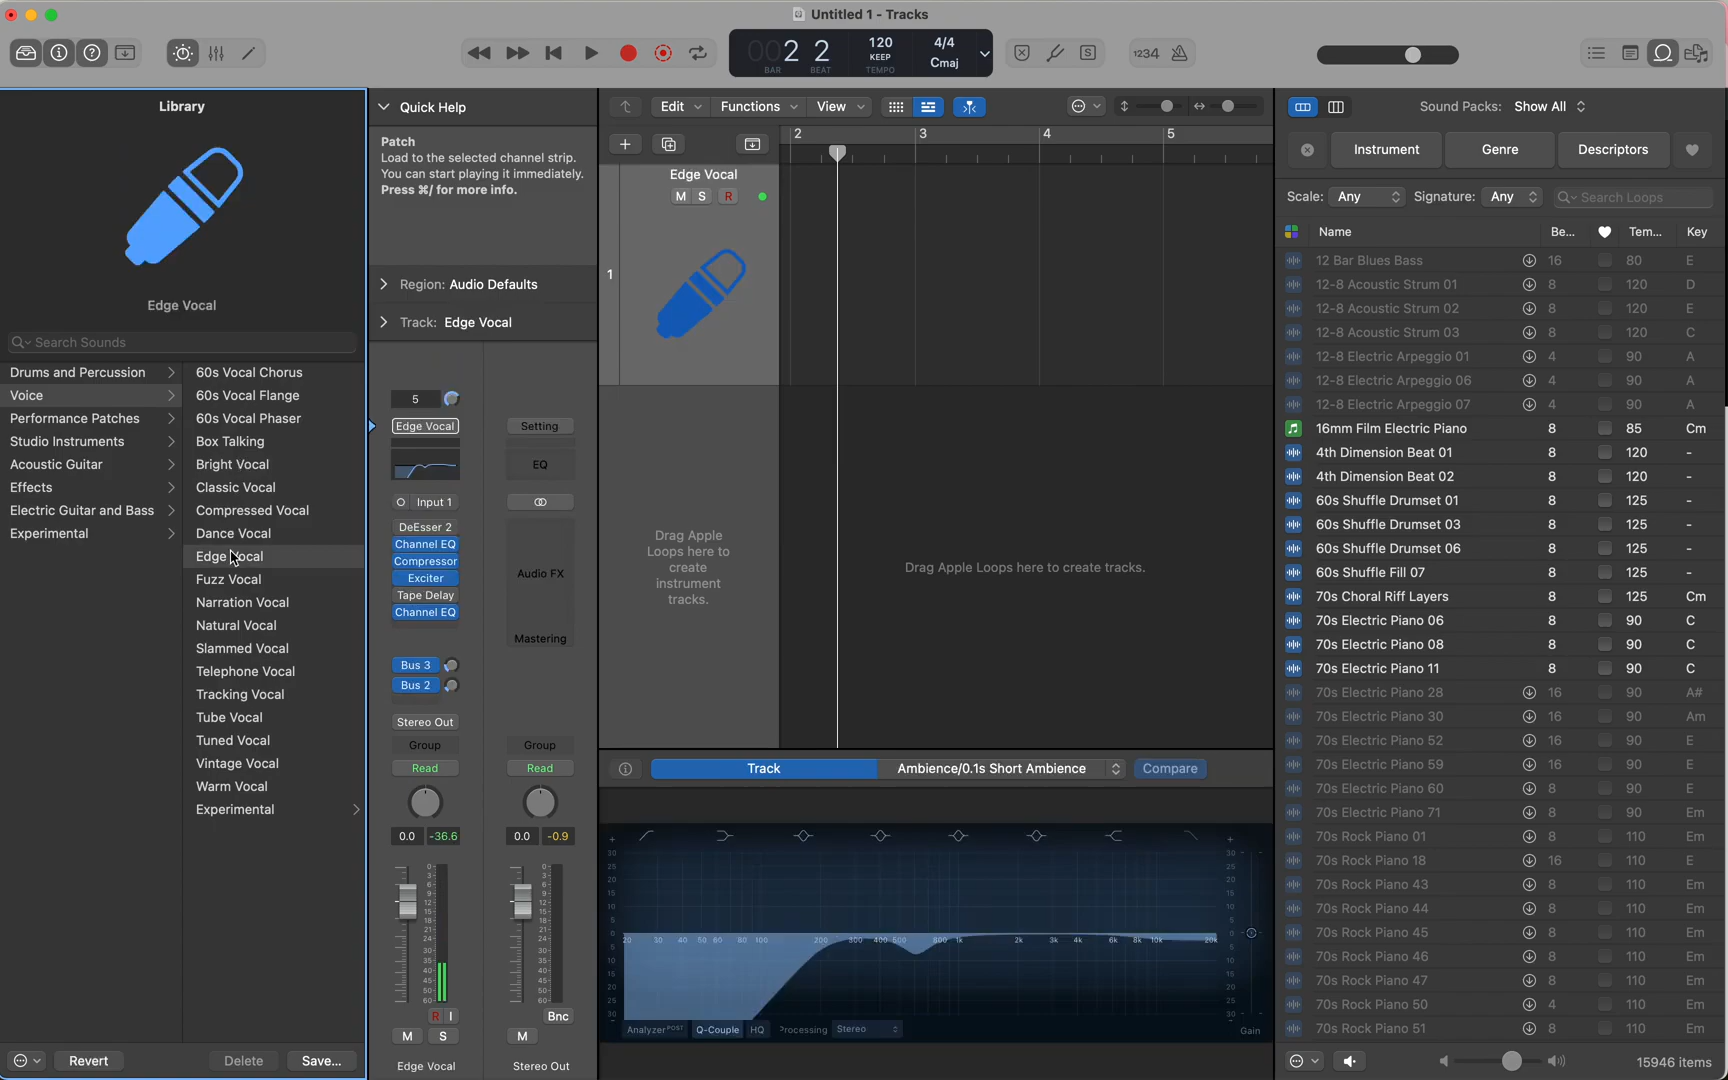 Untitled 1 - Tracks
002 2
BAR BEAT
120
KEEP
TEMPO
4/4
Cmaj
S
1234
Library
Edge Vocal
Search Sounds
Drums and Percussion
Voice
Performance Patches
Studio Instruments
Acoustic Guitar
Effects
Electric Guitar and Bass
Experimental
60s Vocal Chorus
60s Vocal Flange
60s Vocal Phaser
Box Talking
Bright Vocal
Classic Vocal
Compressed Vocal
Dance Vocal
Edge Vocal
Fuzz Vocal
Narration Vocal
Natural Vocal
Slammed Vocal
Telephone Vocal
Tracking Vocal
Tube Vocal
Tuned Vocal
Vintage Vocal
Warm Vocal
Experimental
Revert Delete Save...
Quick Help
Patch
Load to the selected channel strip.
You can start playing it immediately.
Press ⌘/ for more info.
Region: Audio Defaults
Track: Edge Vocal
5
Edge Vocal Setting
EQ
Input 1
DeEsser 2
Channel EQ
Compressor
Exciter
Tape Delay
Channel EQ
Audio FX
Mastering
Bus 3
Bus 2
Stereo Out
Group Group
Read Read
0.0 -36.6 0.0 -0.9
R I Bnc
M S M
Edge Vocal Stereo Out
Edit Functions View
2 3 4 5
Edge Vocal
M S R
1
Drag Apple
Loops here to
create
instrument
tracks.
Drag Apple Loops here to create tracks.
Track Ambience/0.1s Short Ambience Compare
20 30 40 50 60 80 100 200 300 400 500 800 1k 2k 3k 4k 6k 8k 10k 20k
Analyzer POST Q-Couple HQ Processing Stereo Gain
Sound Packs: Show All
Instrument Genre Descriptors
Scale: Any Signature: Any Search Loops
Name Be... Tem... Key
12 Bar Blues Bass 16 80 E
12-8 Acoustic Strum 01 8 120 D
12-8 Acoustic Strum 02 8 120 E
12-8 Acoustic Strum 03 8 120 C
12-8 Electric Arpeggio 01 4 90 A
12-8 Electric Arpeggio 06 4 90 A
12-8 Electric Arpeggio 07 4 90 A
16mm Film Electric Piano 8 85 Cm
4th Dimension Beat 01 8 120 -
4th Dimension Beat 02 8 120 -
60s Shuffle Drumset 01 8 125 -
60s Shuffle Drumset 03 8 125 -
60s Shuffle Drumset 06 8 125 -
60s Shuffle Fill 07 8 125 -
70s Choral Riff Layers 8 125 Cm
70s Electric Piano 06 8 90 C
70s Electric Piano 08 8 90 C
70s Electric Piano 11 8 90 C
70s Electric Piano 28 16 90 A#
70s Electric Piano 30 16 90 Am
70s Electric Piano 52 16 90 E
70s Electric Piano 59 16 90 E
70s Electric Piano 60 8 90 E
70s Electric Piano 71 8 90 Em
70s Rock Piano 01 8 110 Em
70s Rock Piano 18 16 110 E
70s Rock Piano 43 8 110 Em
70s Rock Piano 44 8 110 Em
70s Rock Piano 45 8 110 Em
70s Rock Piano 46 8 110 Em
70s Rock Piano 47 8 110 Em
70s Rock Piano 50 4 110 Em
70s Rock Piano 51 8 110 Em
15946 items